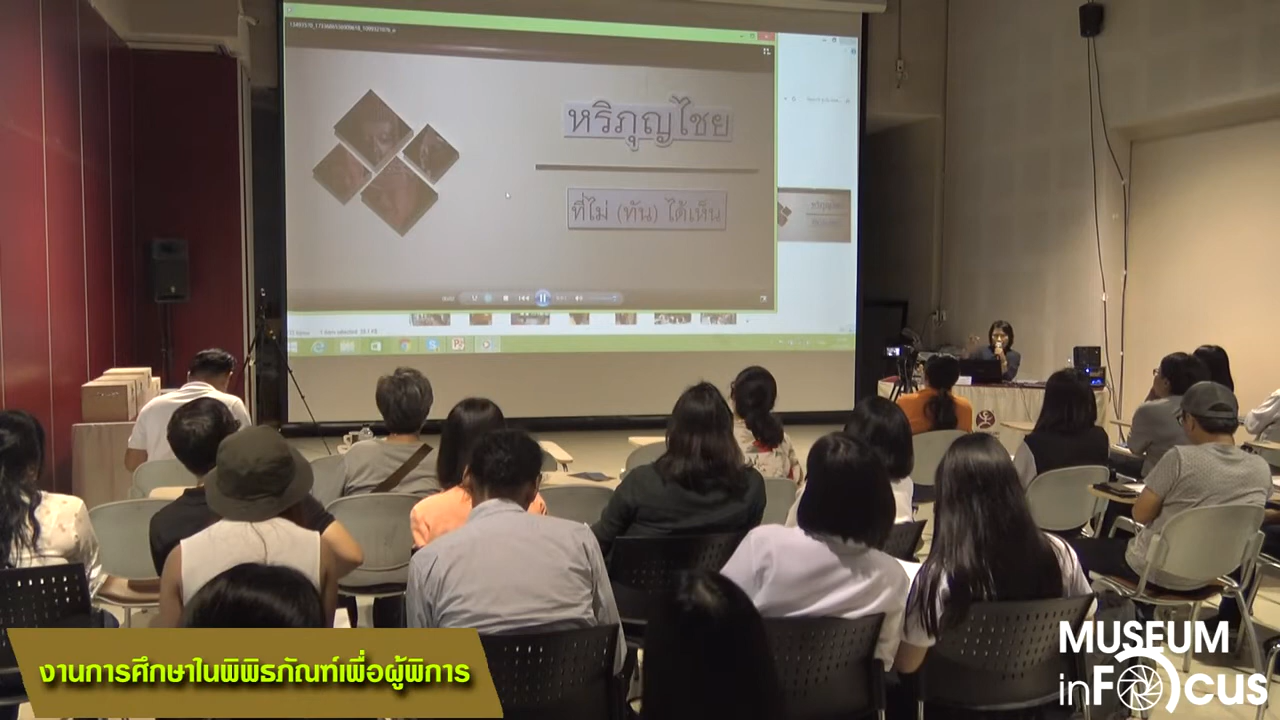 หริภุญไชย
ที่ไม่ (ทัน) ได้เห็น
งานการศึกษาในพิพิธภัณฑ์เพื่อผู้พิการ
MUSEUM
inFocus